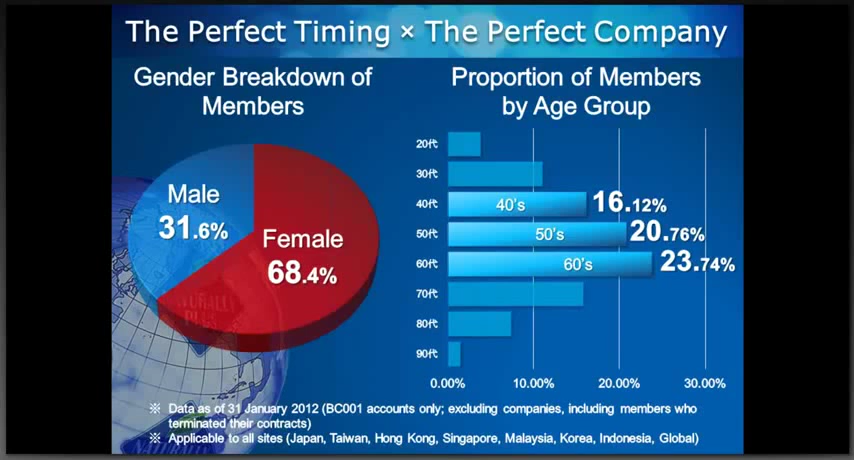 The Perfect Timing × The Perfect Company
Gender Breakdown of
Members
Male
31.6%
Female
68.4%
NATURALLY
PLUS
Proportion of Members
by Age Group
20代
30代
40代 40's 16.12%
50代 50's 20.76%
60代 60's 23.74%
70代
80代
90代
0.00% 10.00% 20.00% 30.00%
※ Data as of 31 January 2012 (BC001 accounts only; excluding companies, including members who
terminated their contracts)
※ Applicable to all sites (Japan, Taiwan, Hong Kong, Singapore, Malaysia, Korea, Indonesia, Global)